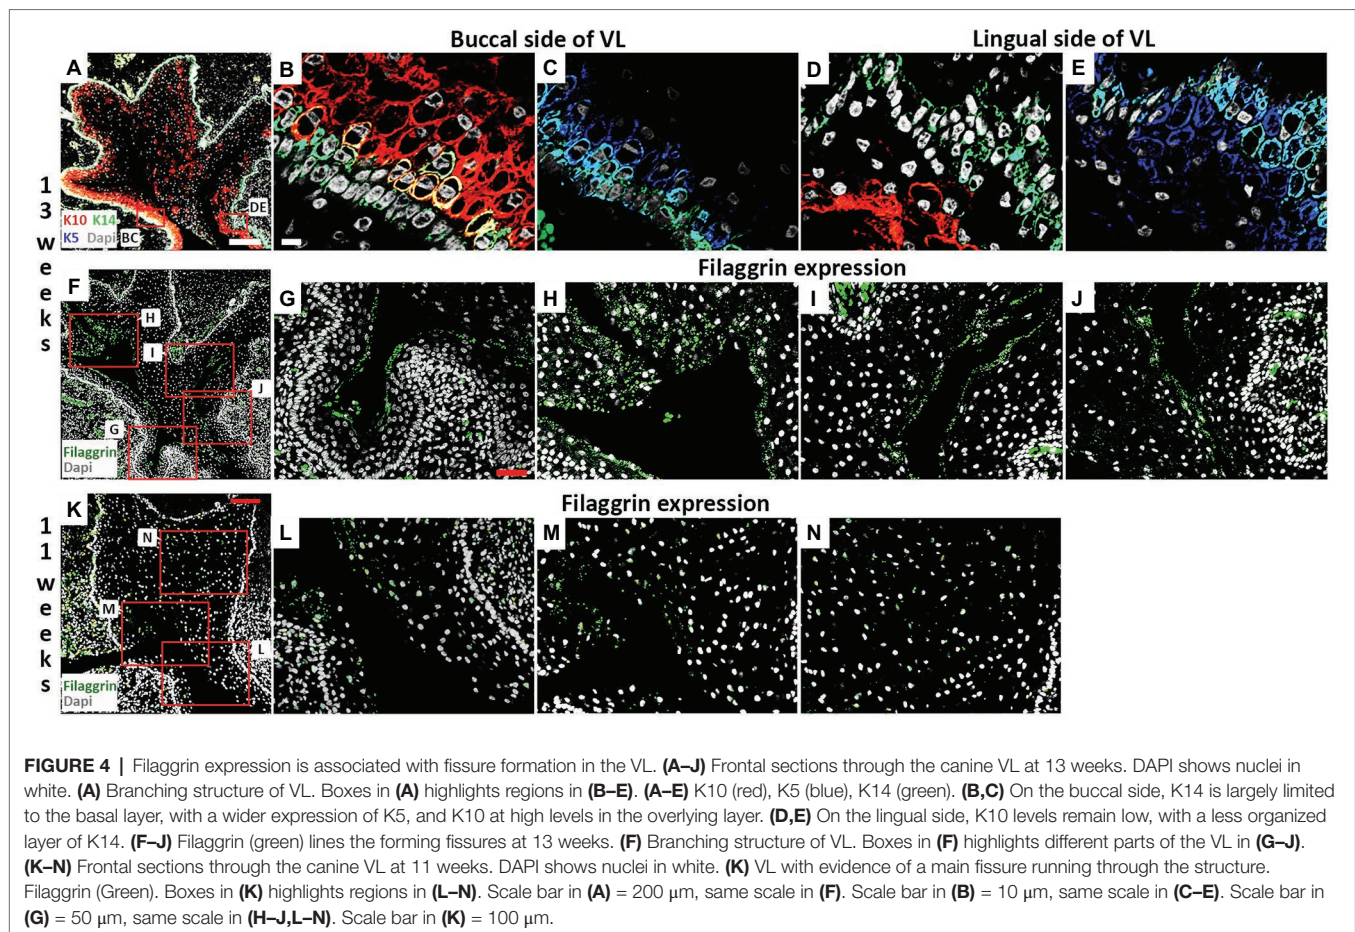 Buccal side of VL
Lingual side of VL
A
B
C
D
E
13 weeks
K10 K14
K5 Dapi
BC
DE
Filaggrin expression
F
G
H
I
J
H
I
J
G
Filaggrin
Dapi
Filaggrin expression
11 weeks
K
L
M
N
N
M
L
Filaggrin
Dapi
FIGURE 4 | Filaggrin expression is associated with fissure formation in the VL. (A–J) Frontal sections through the canine VL at 13 weeks. DAPI shows nuclei in
white. (A) Branching structure of VL. Boxes in (A) highlights regions in (B–E). (A–E) K10 (red), K5 (blue), K14 (green). (B,C) On the buccal side, K14 is largely limited
to the basal layer, with a wider expression of K5, and K10 at high levels in the overlying layer. (D,E) On the lingual side, K10 levels remain low, with a less organized
layer of K14. (F–J) Filaggrin (green) lines the forming fissures at 13 weeks. (F) Branching structure of VL. Boxes in (F) highlights different parts of the VL in (G–J).
(K–N) Frontal sections through the canine VL at 11 weeks. DAPI shows nuclei in white. (K) VL with evidence of a main fissure running through the structure.
Filaggrin (Green). Boxes in (K) highlights regions in (L–N). Scale bar in (A) = 200 μm, same scale in (F). Scale bar in (B) = 10 μm, same scale in (C–E). Scale bar in
(G) = 50 μm, same scale in (H–J,L–N). Scale bar in (K) = 100 μm.